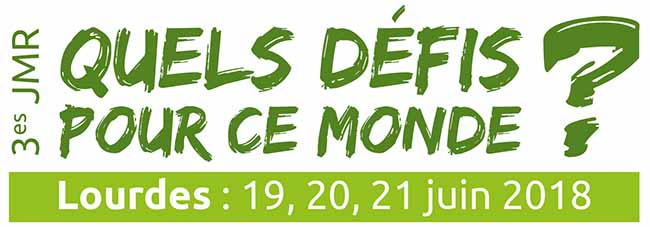 3es JMR
QUELS DÉFIS
POUR CE MONDE ?
Lourdes : 19, 20, 21 juin 2018